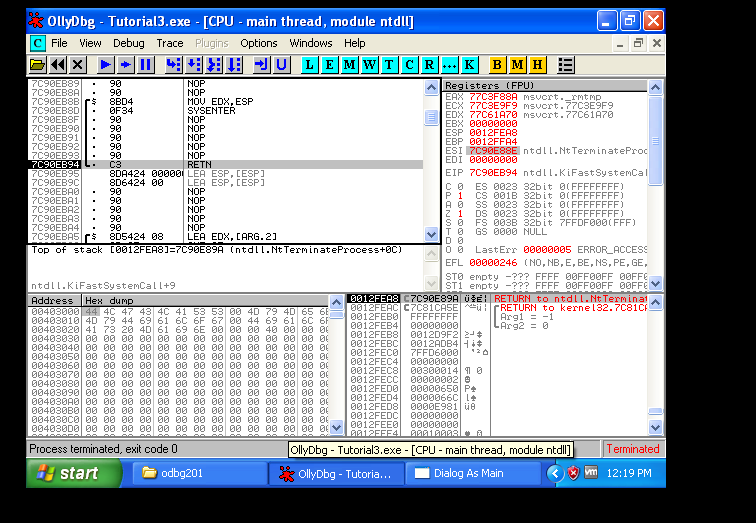 OllyDbg - Tutorial3.exe - [CPU - main thread, module ntdll]
C File View Debug Trace Plugins Options Windows Help
L E M W T C R ... K B M H
7C90EB89 90 NOP
7C90EB8A 90 NOP
7C90EB8B $ 8BD4 MOV EDX,ESP
7C90EB8D 0F34 SYSENTER
7C90EB8F 90 NOP
7C90EB90 90 NOP
7C90EB91 90 NOP
7C90EB92 90 NOP
7C90EB93 90 NOP
7C90EB94 C3 RETN
7C90EB95 8DA424 000000 LEA ESP,[ESP]
7C90EB9C 8D6424 00 LEA ESP,[ESP]
7C90EBA0 90 NOP
7C90EBA1 90 NOP
7C90EBA2 90 NOP
7C90EBA3 90 NOP
7C90EBA4 90 NOP
7C90EBA5 $ 8D5424 08 LEA EDX,[ARG.2]
Top of stack [0012FEA8]=7C90E89A (ntdll.NtTerminateProcess+0C)
ntdll.KiFastSystemCall+9
Registers (FPU)
EAX 77C3F88A msvcrt._rmtmp
ECX 77C3E9F9 msvcrt.77C3E9F9
EDX 77C61A70 msvcrt.77C61A70
EBX 00000000
ESP 0012FEA8
EBP 0012FFA4
ESI 7C90E88E ntdll.NtTerminateProc
EDI 00000000
EIP 7C90EB94 ntdll.KiFastSystemCal
C 0 ES 0023 32bit 0(FFFFFFFF)
P 1 CS 001B 32bit 0(FFFFFFFF)
A 0 SS 0023 32bit 0(FFFFFFFF)
Z 1 DS 0023 32bit 0(FFFFFFFF)
S 0 FS 003B 32bit 7FFDF000(FFF)
T 0 GS 0000 NULL
D 0
O 0 LastErr 00000005 ERROR_ACCESS
EFL 00000246 (NO,NB,E,BE,NS,PE,GE,
ST0 empty -??? FFFF 00FF00FF 00FF0
ST1 empty -??? FFFF 00FF00FF 00FF0
Address Hex dump
00403000 44 4C 47 43 4C 41 53 53 00 4D 79 4D 65 6E
00403010 4D 79 44 69 61 6C 6F 67 00 44 69 61 6C 6F
00403020 41 73 20 4D 61 69 6E 00 00 00 40 00 00 00
00403030 00 00 00 00 00 00 00 00 00 00 00 00 00 00
00403040 00 00 00 00 00 00 00 00 00 00 00 00 00 00
00403050 00 00 00 00 00 00 00 00 00 00 00 00 00 00
00403060 00 00 00 00 00 00 00 00 00 00 00 00 00 00
00403070 00 00 00 00 00 00 00 00 00 00 00 00 00 00
00403080 00 00 00 00 00 00 00 00 00 00 00 00 00 00
00403090 00 00 00 00 00 00 00 00 00 00 00 00 00 00
004030A0 00 00 00 00 00 00 00 00 00 00 00 00 00 00
004030B0 00 00 00 00 00 00 00 00 00 00 00 00 00 00
004030C0 00 00 00 00 00 00 00 00 00 00 00 00 00 00
004030D0 00 00 00 00 00 00 00 00 00 00 00 00 00 00
0012FEA8 7C90E89A RETURN to ntdll.NtTerminat
0012FEAC 7C81CA5E RETURN to kernel32.7C81CA
0012FEB0 FFFFFFFF Arg1 = -1
0012FEB4 00000000 Arg2 = 0
0012FEB8 0012D9F2
0012FEBC 0012ADB4
0012FEC0 7FFD6000
0012FEC4 00000000
0012FEC8 00300014
0012FECC 00000002
0012FED0 00000650
0012FED4 0000066C
0012FED8 0000E981
0012FEDC 00000000
0012FEE4 00010003
Process terminated, exit code 0
OllyDbg - Tutorial3.exe - [CPU - main thread, module ntdll]
Terminated
start odbg201 OllyDbg - Tutoria... Dialog As Main 12:19 PM